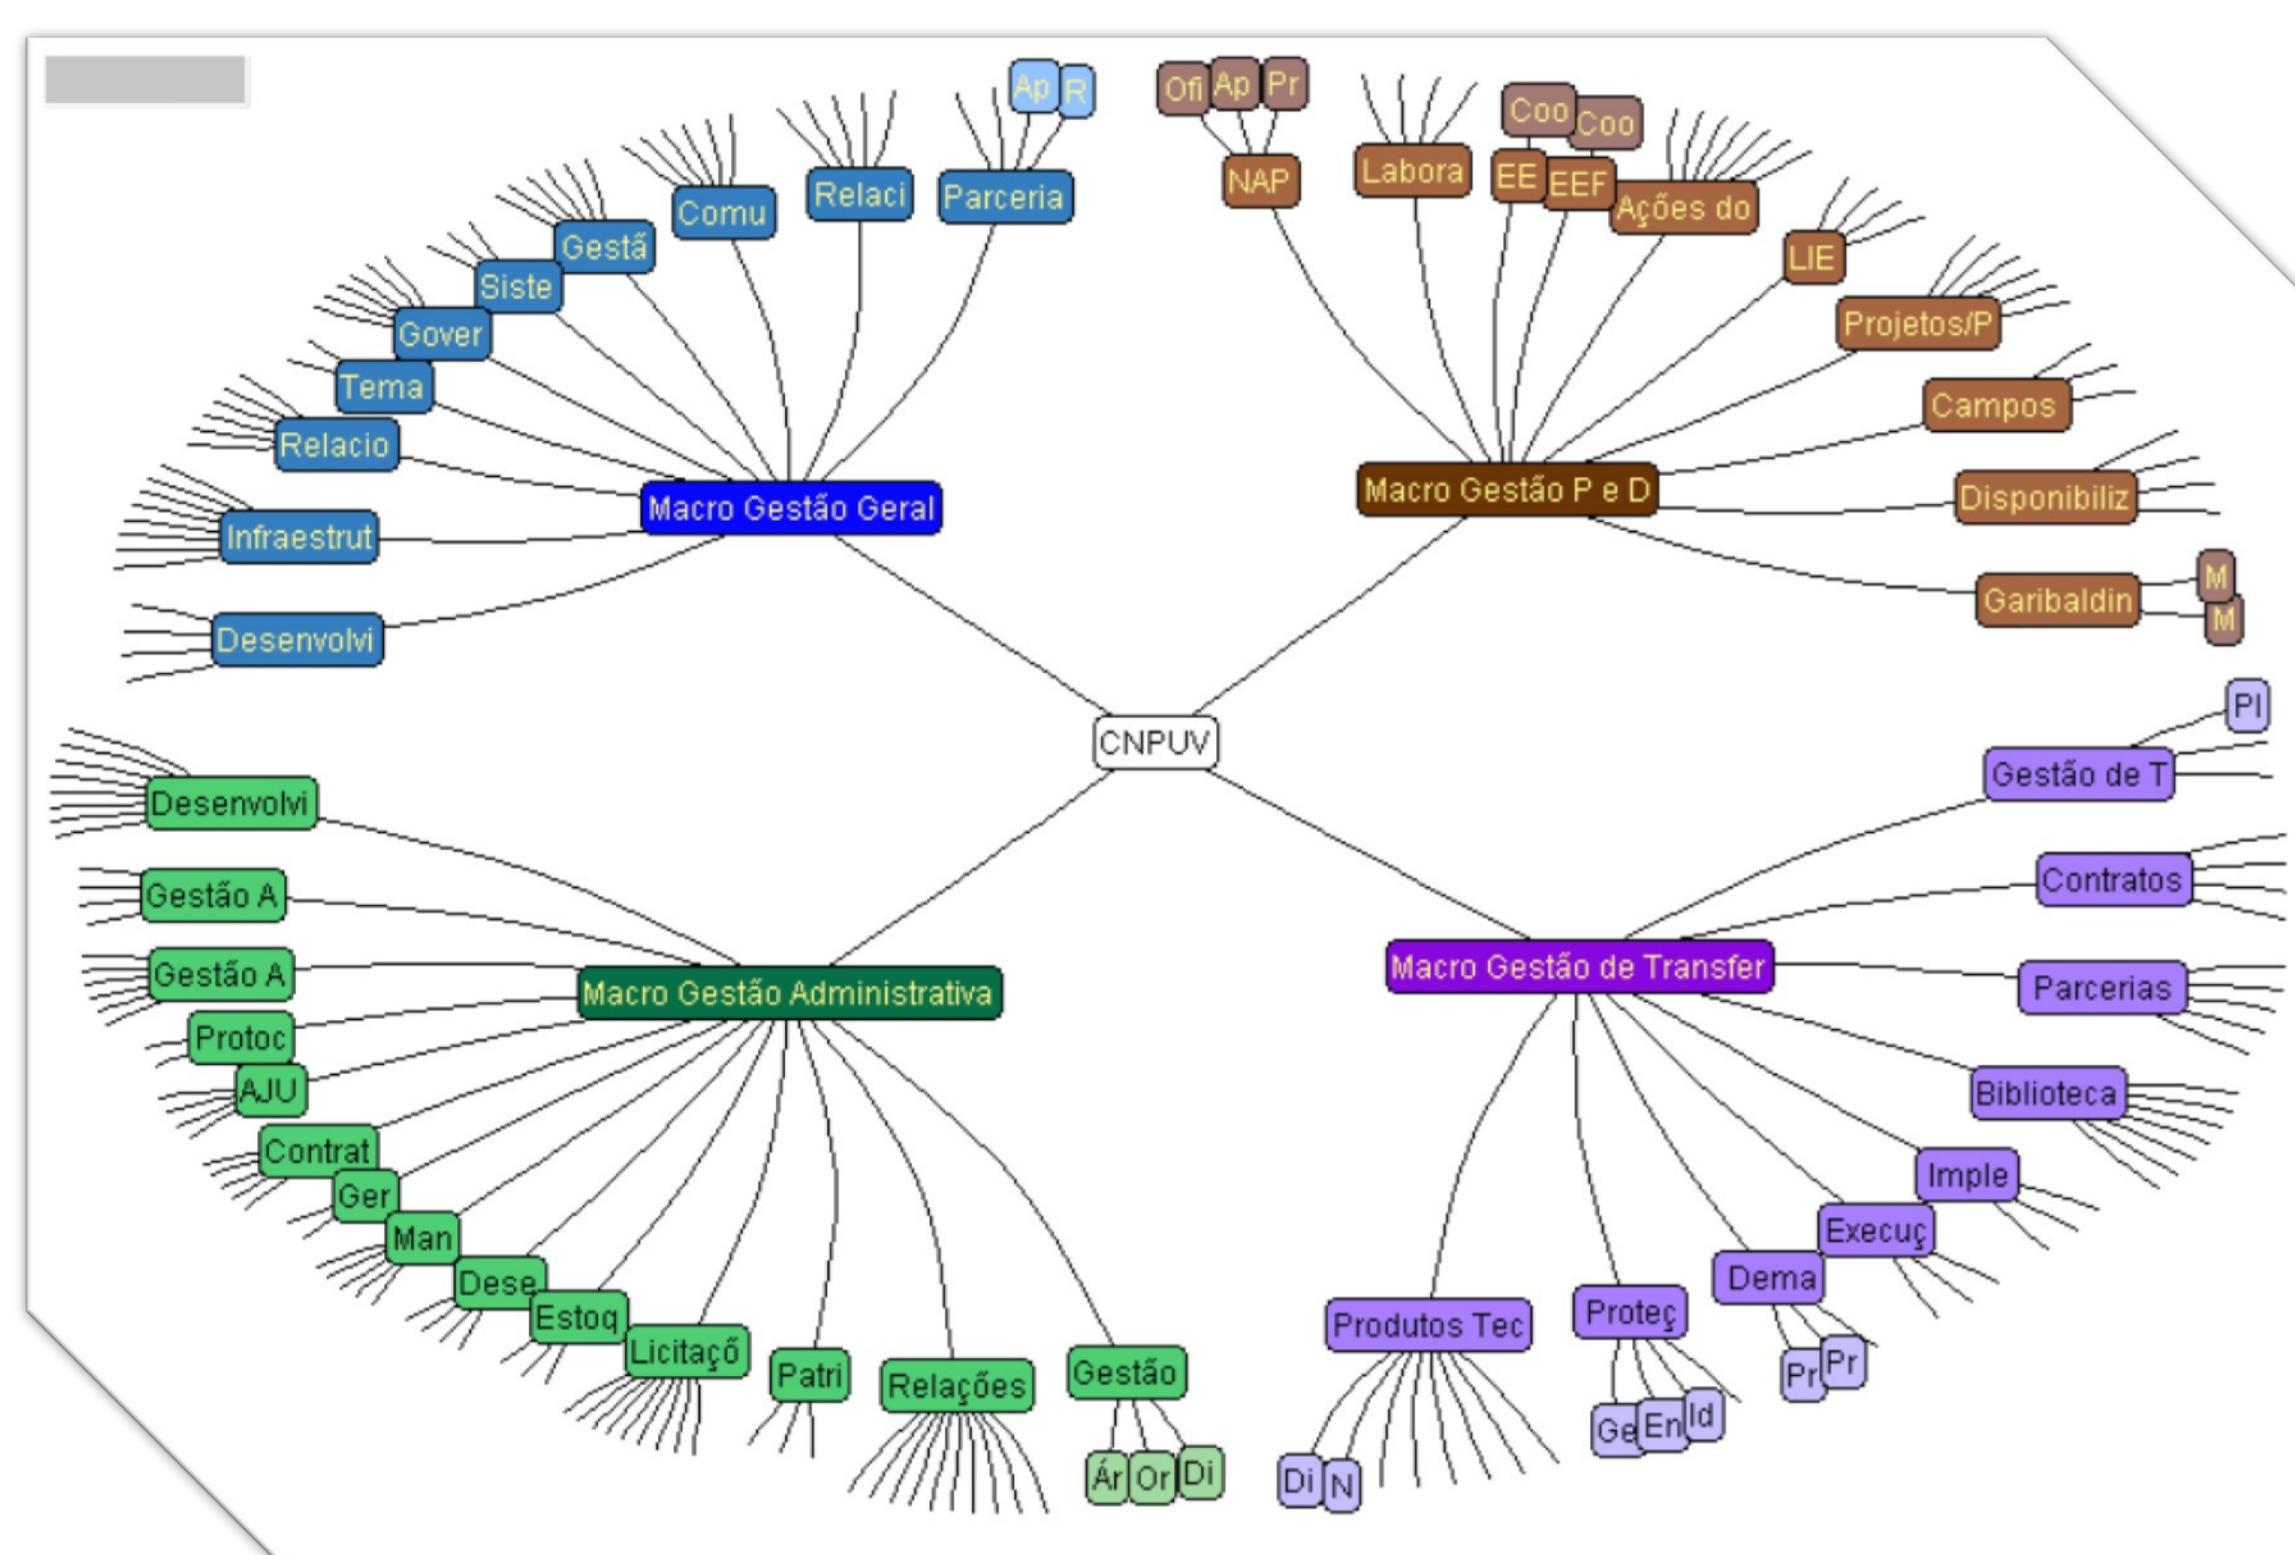 Ap
R
Parceria
Relaci
Comu
Gestã
Siste
Gover
Tema
Relacio
Infraestrut
Desenvolvi
Macro Gestão Geral
Ofi
Ap
Pr
NAP
Labora
Coo
Coo
EE
EEF
Ações do
LIE
Projetos/P
Campos
Disponibiliz
Garibaldin
M
M
Macro Gestão P e D
CNPUV
Desenvolvi
Gestão A
Gestão A
Protoc
AJU
Contrat
Ger
Man
Dese
Estoq
Licitaçõ
Patri
Relações
Gestão
Ár
Or
Di
Macro Gestão Administrativa
Macro Gestão de Transfer
Pl
Gestão de T
Contratos
Parcerias
Biblioteca
Imple
Execuç
Dema
Pr
Pr
Proteç
Ge
En
Id
Produtos Tec
Di
N